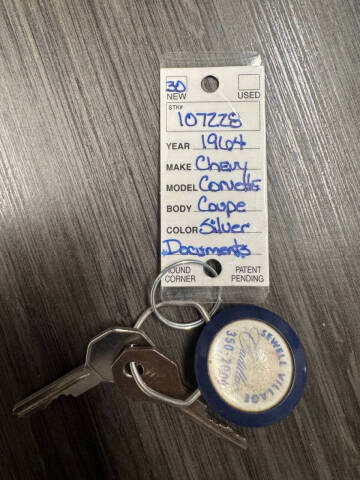 30
NEW USED
STK#
107228
YEAR 1964
MAKE Chevy
MODEL Corvette
BODY Coupe
COLOR Silver
Documents
ROUND CORNER
PATENT PENDING
SEWELL VILLAGE
Cadillac